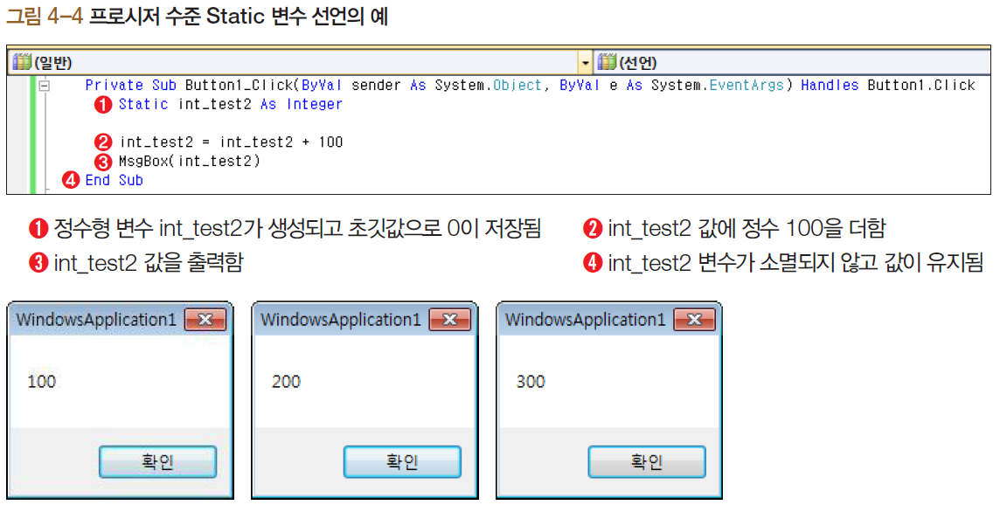 그림 4-4 프로시저 수준 Static 변수 선언의 예
(일반) (선언)
Private Sub Button1_Click(ByVal sender As System.Object, ByVal e As System.EventArgs) Handles Button1.Click
❶ Static int_test2 As Integer
❷ int_test2 = int_test2 + 100
❸ MsgBox(int_test2)
❹ End Sub
❶ 정수형 변수 int_test2가 생성되고 초깃값으로 0이 저장됨 ❷ int_test2 값에 정수 100을 더함
❸ int_test2 값을 출력함 ❹ int_test2 변수가 소멸되지 않고 값이 유지됨
WindowsApplication1 WindowsApplication1 WindowsApplication1
100 200 300
확인 확인 확인